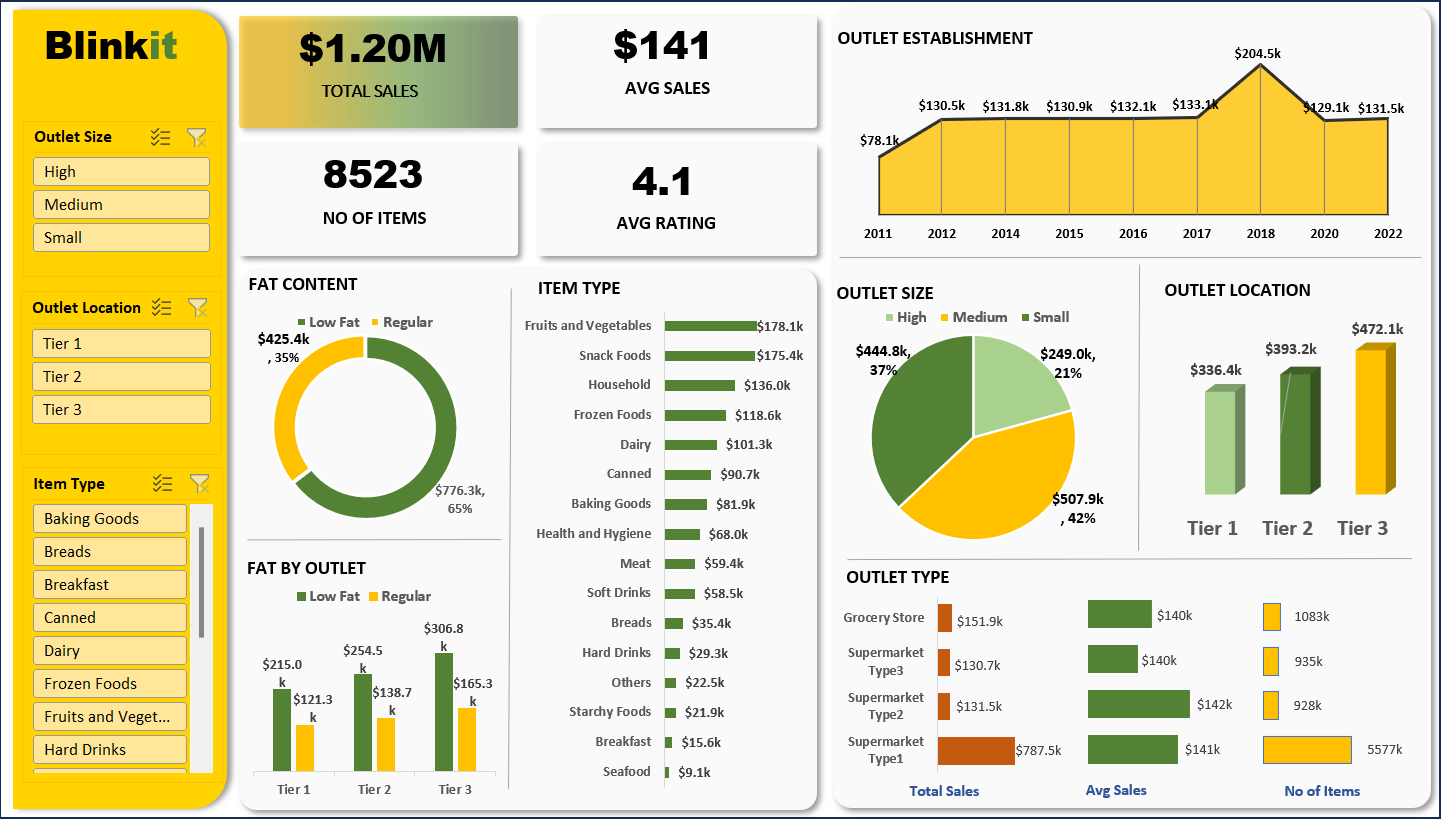 Blinkit
Outlet Size
High
Medium
Small
Outlet Location
Tier 1
Tier 2
Tier 3
Item Type
Baking Goods
Breads
Breakfast
Canned
Dairy
Frozen Foods
Fruits and Veget...
Hard Drinks
$1.20M
TOTAL SALES
$141
AVG SALES
8523
NO OF ITEMS
4.1
AVG RATING
FAT CONTENT
Low Fat Regular
$425.4k
, 35%
$776.3k,
65%
FAT BY OUTLET
Low Fat Regular
$215.0
k
$121.3
k
$254.5
k
$138.7
k
$306.8
k
$165.3
k
Tier 1 Tier 2 Tier 3
ITEM TYPE
Fruits and Vegetables $178.1k
Snack Foods $175.4k
Household $136.0k
Frozen Foods $118.6k
Dairy $101.3k
Canned $90.7k
Baking Goods $81.9k
Health and Hygiene $68.0k
Meat $59.4k
Soft Drinks $58.5k
Breads $35.4k
Hard Drinks $29.3k
Others $22.5k
Starchy Foods $21.9k
Breakfast $15.6k
Seafood $9.1k
OUTLET ESTABLISHMENT
$78.1k $130.5k $131.8k $130.9k $132.1k $133.1k $204.5k $129.1k $131.5k
2011 2012 2014 2015 2016 2017 2018 2020 2022
OUTLET SIZE
High Medium Small
$444.8k,
37%
$249.0k,
21%
$507.9k
, 42%
OUTLET LOCATION
$336.4k $393.2k $472.1k
Tier 1 Tier 2 Tier 3
OUTLET TYPE
Grocery Store $151.9k $140k 1083k
Supermarket
Type3 $130.7k $140k 935k
Supermarket
Type2 $131.5k $142k 928k
Supermarket
Type1 $787.5k $141k 5577k
Total Sales Avg Sales No of Items